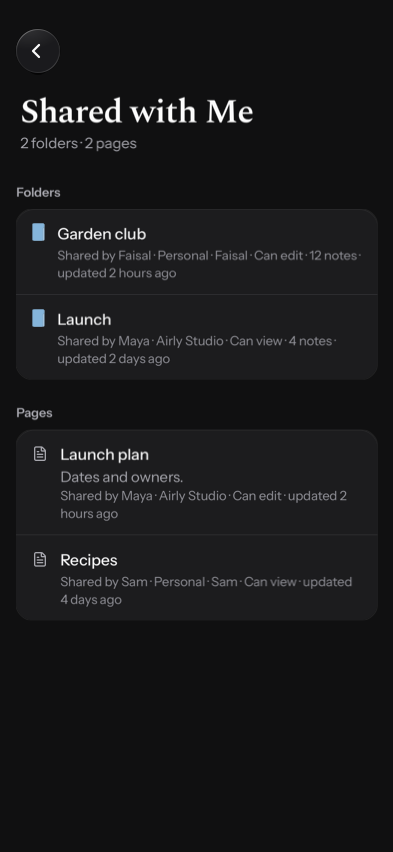 Shared with Me
2 folders · 2 pages
Folders
Garden club
Shared by Faisal · Personal · Faisal · Can edit · 12 notes ·
updated 2 hours ago
Launch
Shared by Maya · Airly Studio · Can view · 4 notes ·
updated 2 days ago
Pages
Launch plan
Dates and owners.
Shared by Maya · Airly Studio · Can edit · updated 2
hours ago
Recipes
Shared by Sam · Personal · Sam · Can view · updated
4 days ago